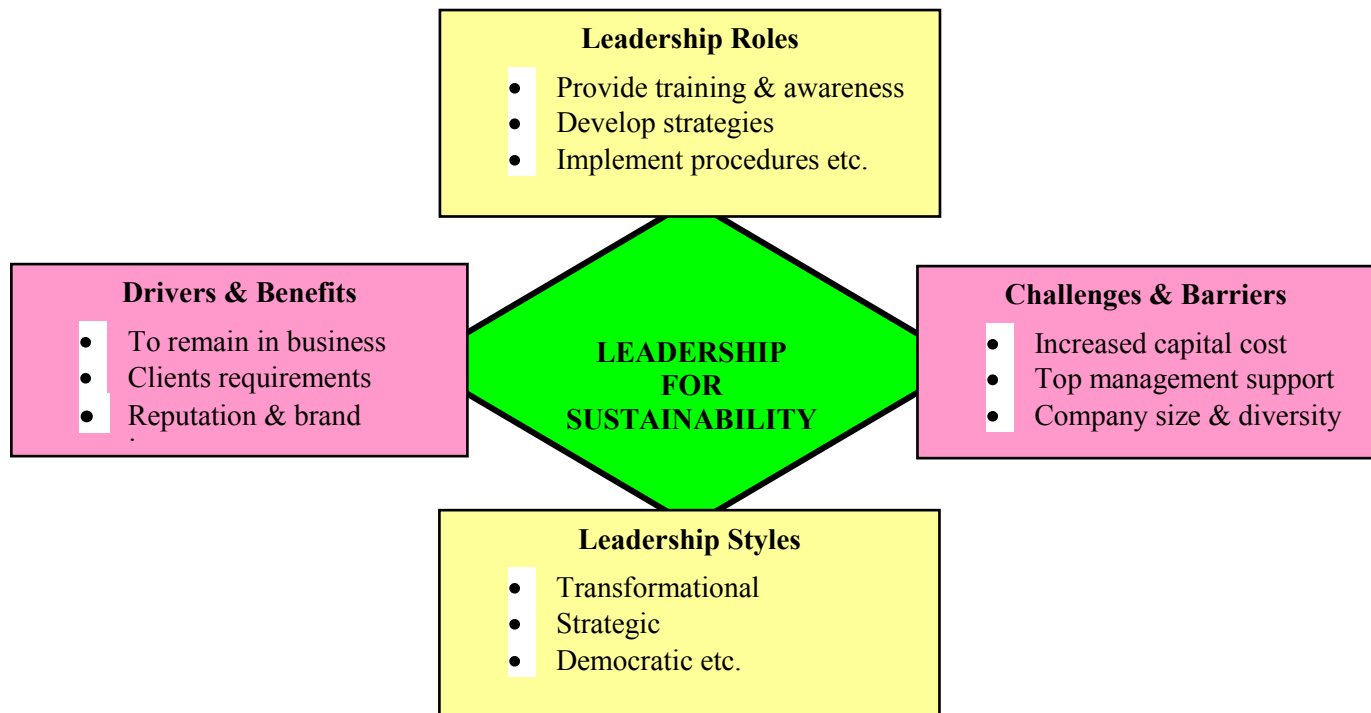 Leadership Roles
• Provide training & awareness
• Develop strategies
• Implement procedures etc.
Drivers & Benefits
• To remain in business
• Clients requirements
• Reputation & brand
LEADERSHIP
FOR
SUSTAINABILITY
Challenges & Barriers
• Increased capital cost
• Top management support
• Company size & diversity
Leadership Styles
• Transformational
• Strategic
• Democratic etc.